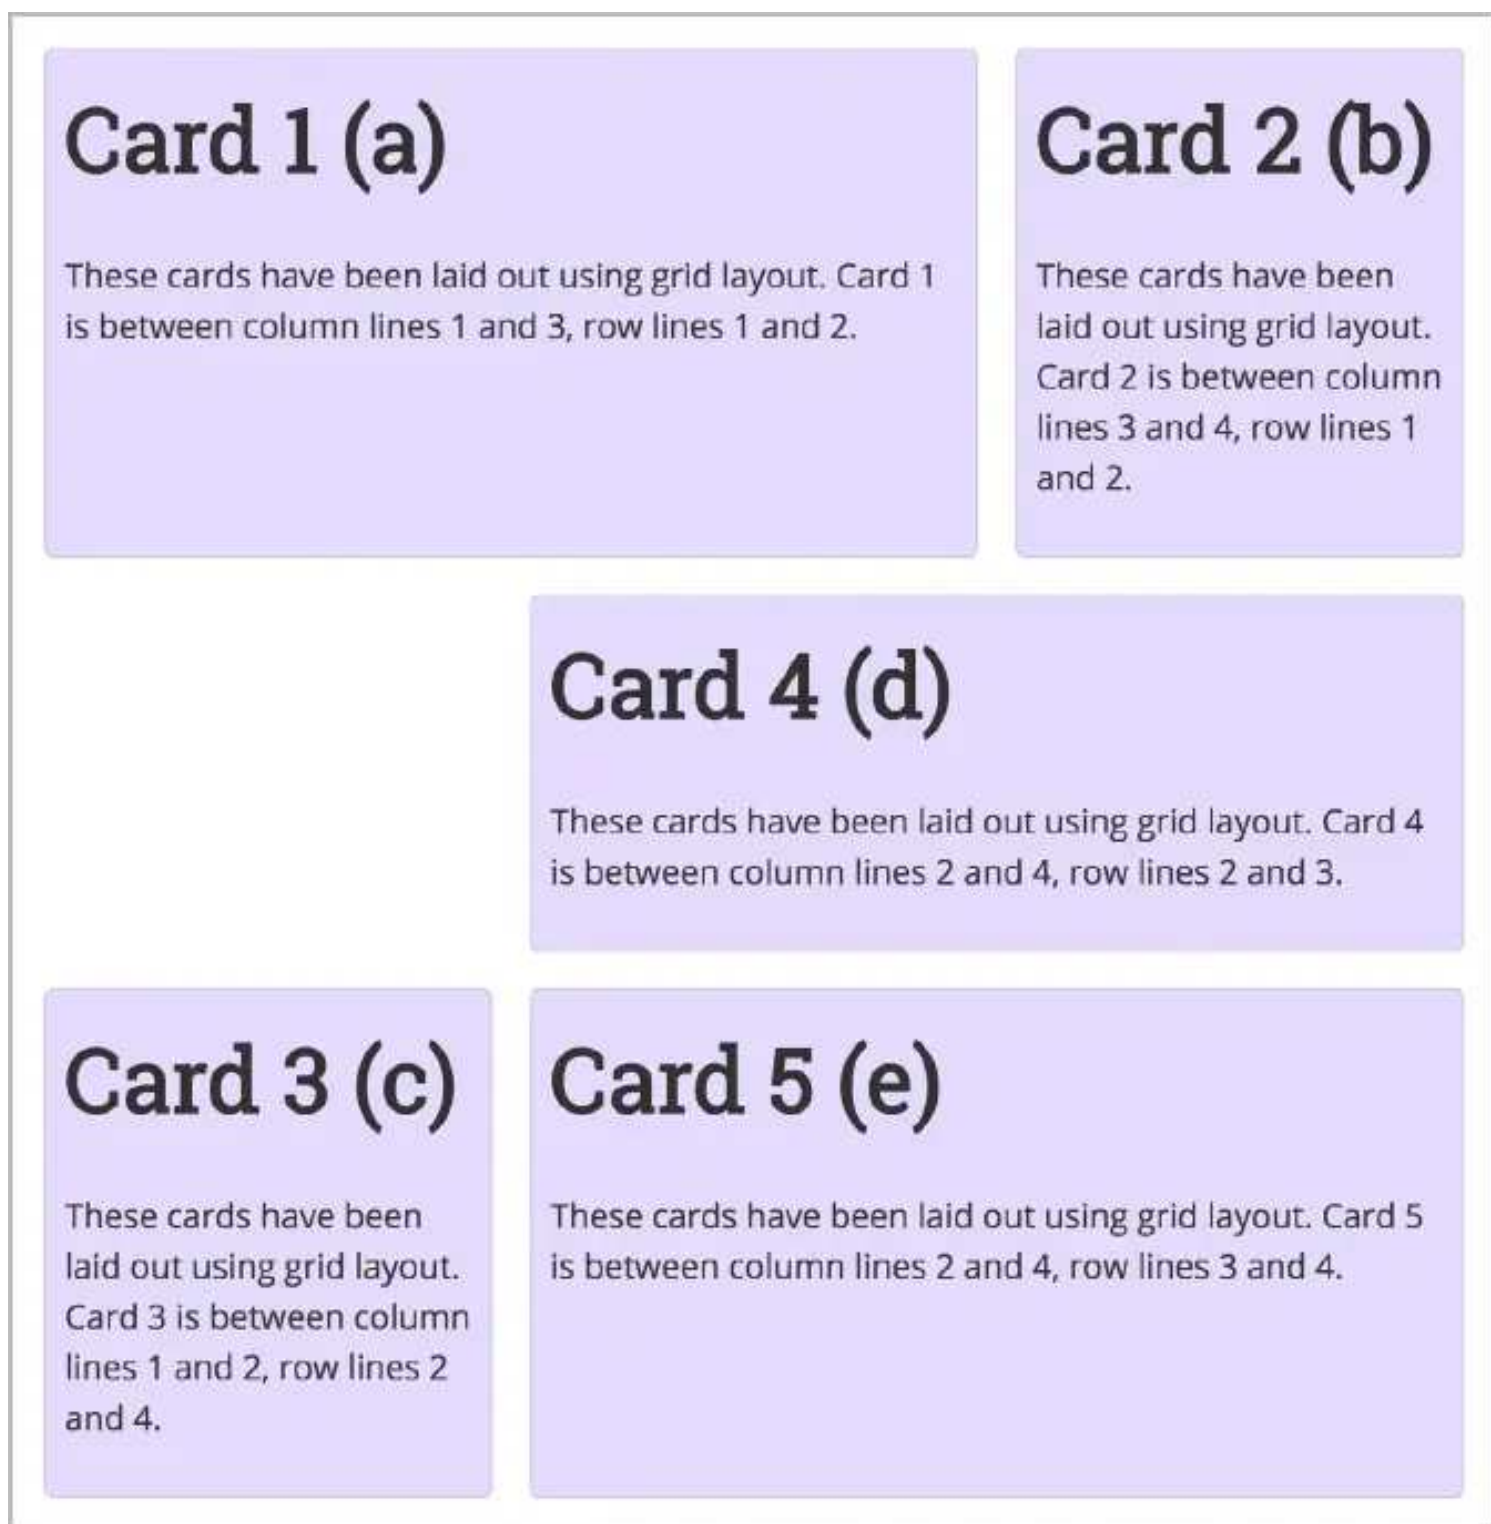 Card 1 (a)
These cards have been laid out using grid layout. Card 1
is between column lines 1 and 3, row lines 1 and 2.
Card 2 (b)
These cards have been
laid out using grid layout.
Card 2 is between column
lines 3 and 4, row lines 1
and 2.
Card 4 (d)
These cards have been laid out using grid layout. Card 4
is between column lines 2 and 4, row lines 2 and 3.
Card 3 (c)
These cards have been
laid out using grid layout.
Card 3 is between column
lines 1 and 2, row lines 2
and 4.
Card 5 (e)
These cards have been laid out using grid layout. Card 5
is between column lines 2 and 4, row lines 3 and 4.